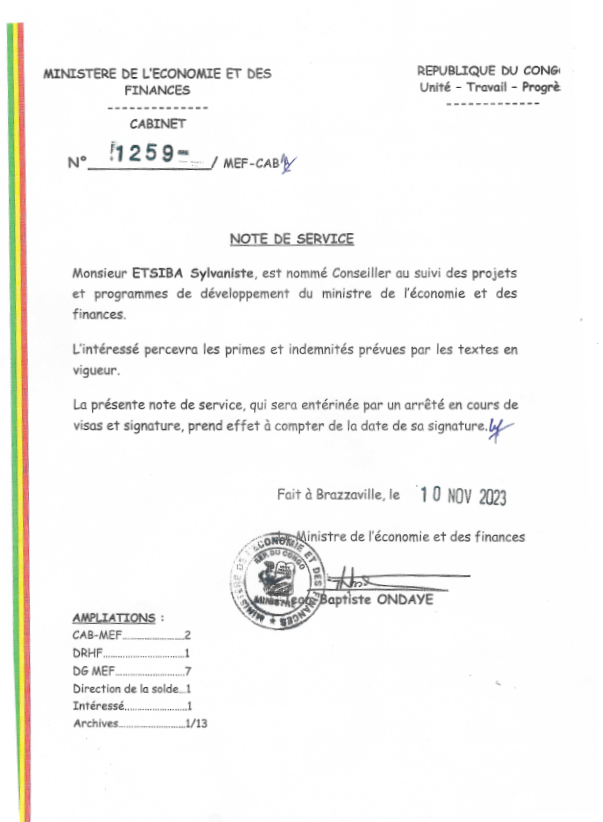 MINISTERE DE L'ECONOMIE ET DES
FINANCES
--------------
CABINET
N° 1259 / MEF-CAB
REPUBLIQUE DU CONG
Unité - Travail - Progrè
-------------
NOTE DE SERVICE
Monsieur ETSIBA Sylvaniste, est nommé Conseiller au suivi des projets
et programmes de développement du ministre de l'économie et des
finances.
L'intéressé percevra les primes et indemnités prévues par les textes en
vigueur.
La présente note de service, qui sera entérinée par un arrêté en cours de
visas et signature, prend effet à compter de la date de sa signature.
Fait à Brazzaville, le 10 NOV 2023
Ministre de l'économie et des finances
MINISTERE DE L'ECONOMIE ET DES FINANCES
REP. DU CONGO
MINISTRE
Baptiste ONDAYE
AMPLIATIONS :
CAB-MEF......................2
DRHF...........................1
DG MEF.......................7
Direction de la solde...1
Intéressé.....................1
Archives......................1/13